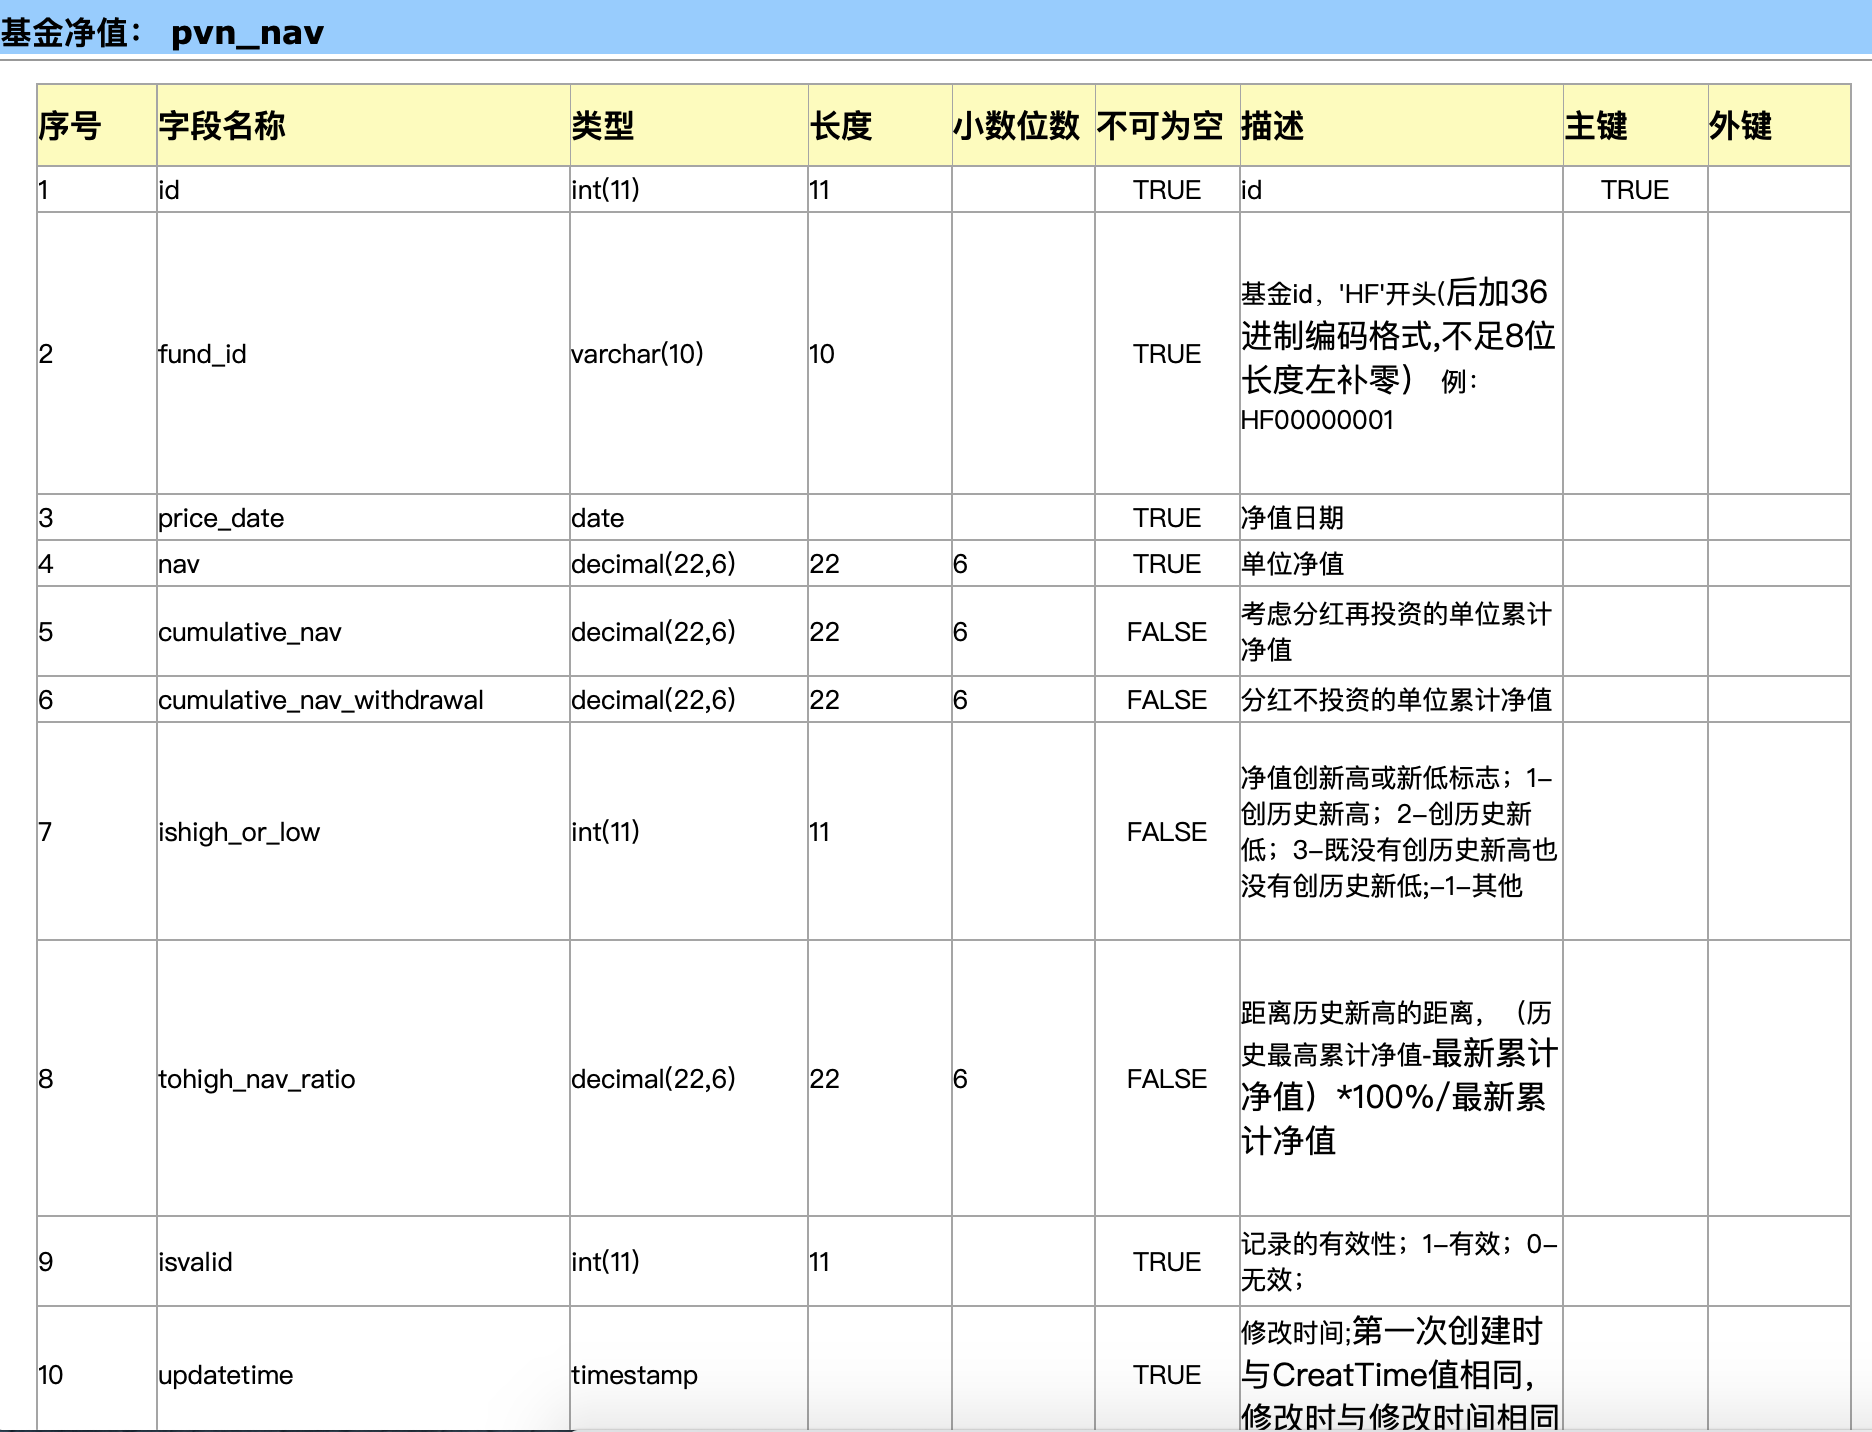 基金净值： pvn_nav
序号 字段名称 类型 长度 小数位数 不可为空 描述 主键 外键
1 id int(11) 11 TRUE id TRUE
2 fund_id varchar(10) 10 TRUE 基金id，'HF'开头(后加36
进制编码格式,不足8位
长度左补零） 例：
HF00000001
3 price_date date TRUE 净值日期
4 nav decimal(22,6) 22 6 TRUE 单位净值
5 cumulative_nav decimal(22,6) 22 6 FALSE 考虑分红再投资的单位累计
净值
6 cumulative_nav_withdrawal decimal(22,6) 22 6 FALSE 分红不投资的单位累计净值
7 ishigh_or_low int(11) 11 FALSE 净值创新高或新低标志；1-
创历史新高；2-创历史新
低；3-既没有创历史新高也
没有创历史新低;-1-其他
8 tohigh_nav_ratio decimal(22,6) 22 6 FALSE 距离历史新高的距离，（历
史最高累计净值-最新累计
净值）*100%/最新累
计净值
9 isvalid int(11) 11 TRUE 记录的有效性；1-有效；0-
无效；
10 updatetime timestamp TRUE 修改时间;第一次创建时
与CreatTime值相同，
修改时与修改时间相同